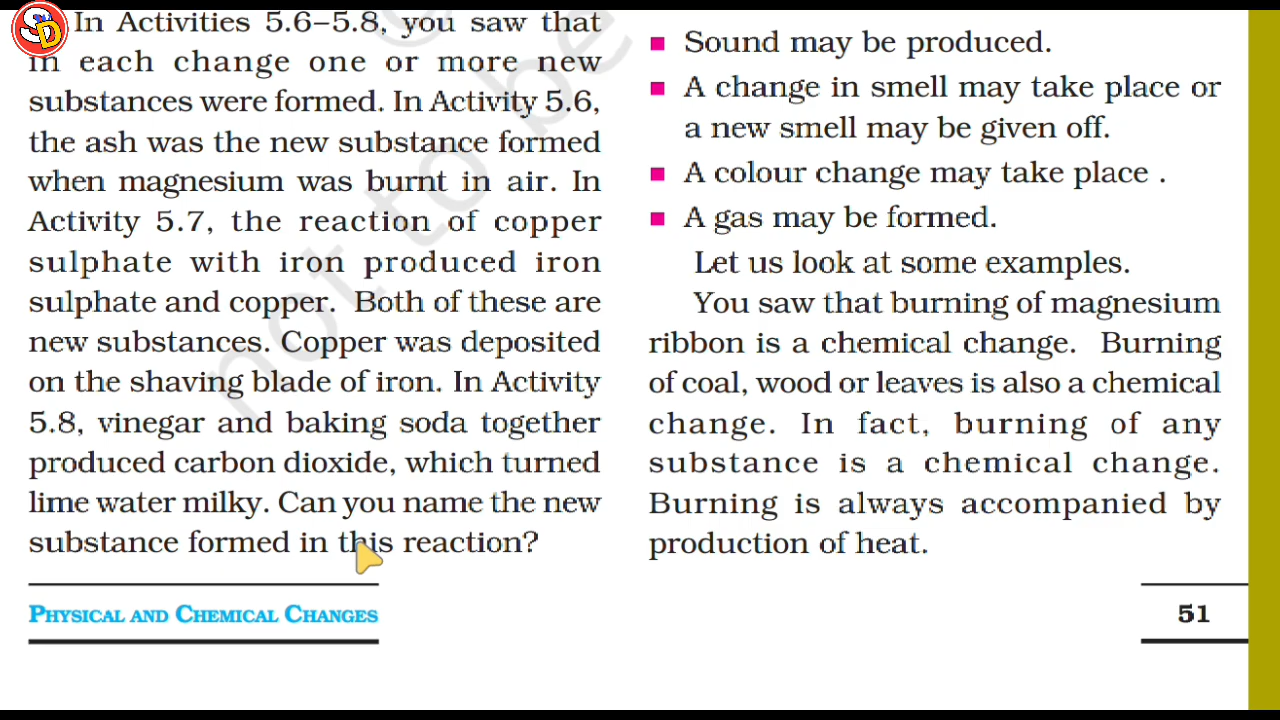 In Activities 5.6–5.8, you saw that
in each change one or more new
substances were formed. In Activity 5.6,
the ash was the new substance formed
when magnesium was burnt in air. In
Activity 5.7, the reaction of copper
sulphate with iron produced iron
sulphate and copper. Both of these are
new substances. Copper was deposited
on the shaving blade of iron. In Activity
5.8, vinegar and baking soda together
produced carbon dioxide, which turned
lime water milky. Can you name the new
substance formed in this reaction?
■ Sound may be produced.
■ A change in smell may take place or
a new smell may be given off.
■ A colour change may take place .
■ A gas may be formed.
Let us look at some examples.
You saw that burning of magnesium
ribbon is a chemical change. Burning
of coal, wood or leaves is also a chemical
change. In fact, burning of any
substance is a chemical change.
Burning is always accompanied by
production of heat.
PHYSICAL AND CHEMICAL CHANGES
51
SD
not to be